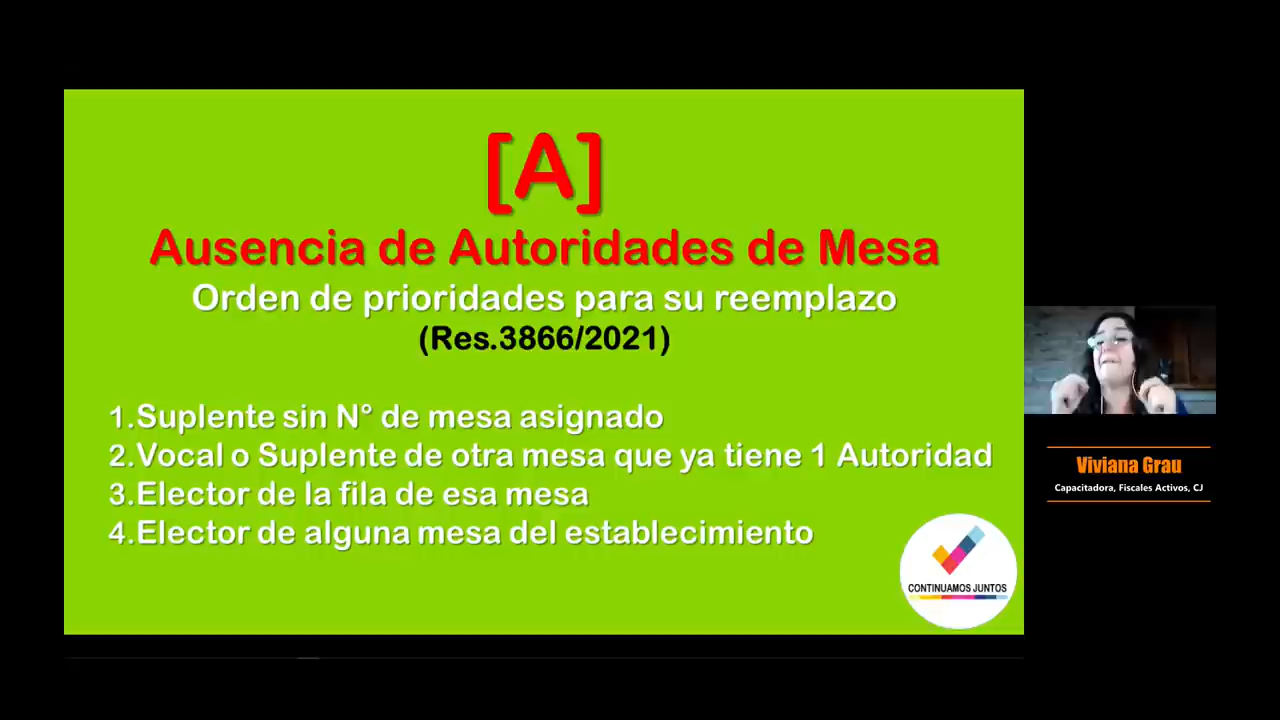 [A]
Ausencia de Autoridades de Mesa
Orden de prioridades para su reemplazo
(Res.3866/2021)
1.Suplente sin N° de mesa asignado
2.Vocal o Suplente de otra mesa que ya tiene 1 Autoridad
3.Elector de la fila de esa mesa
4.Elector de alguna mesa del establecimiento
CONTINUAMOS JUNTOS
Viviana Grau
Capacitadora, Fiscales Activos, CJ